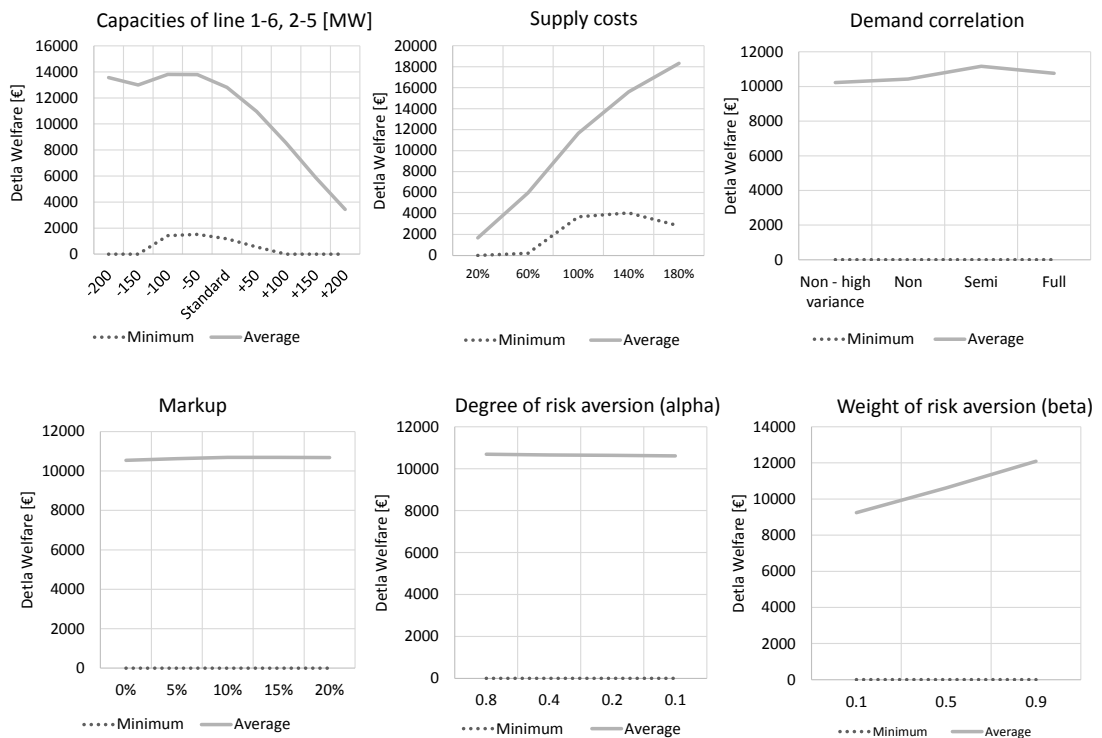 Capacities of line 1-6, 2-5 [MW]
Detla Welfare [€]
16000
14000
12000
10000
8000
6000
4000
2000
0
-200
-150
-100
-50
Standard
+50
+100
+150
+200
Minimum
Average
Supply costs
Detla Welfare [€]
20000
18000
16000
14000
12000
10000
8000
6000
4000
2000
0
20%
60%
100%
140%
180%
Minimum
Average
Demand correlation
Detla Welfare [€]
12000
10000
8000
6000
4000
2000
0
Non - high
variance
Non
Semi
Full
Minimum
Average
Markup
Detla Welfare [€]
12000
10000
8000
6000
4000
2000
0
0%
5%
10%
15%
20%
Minimum
Average
Degree of risk aversion (alpha)
Detla Welfare [€]
12000
10000
8000
6000
4000
2000
0
0.8
0.4
0.2
0.1
Minimum
Average
Weight of risk aversion (beta)
Detla Welfare [€]
14000
12000
10000
8000
6000
4000
2000
0
0.1
0.5
0.9
Minimum
Average